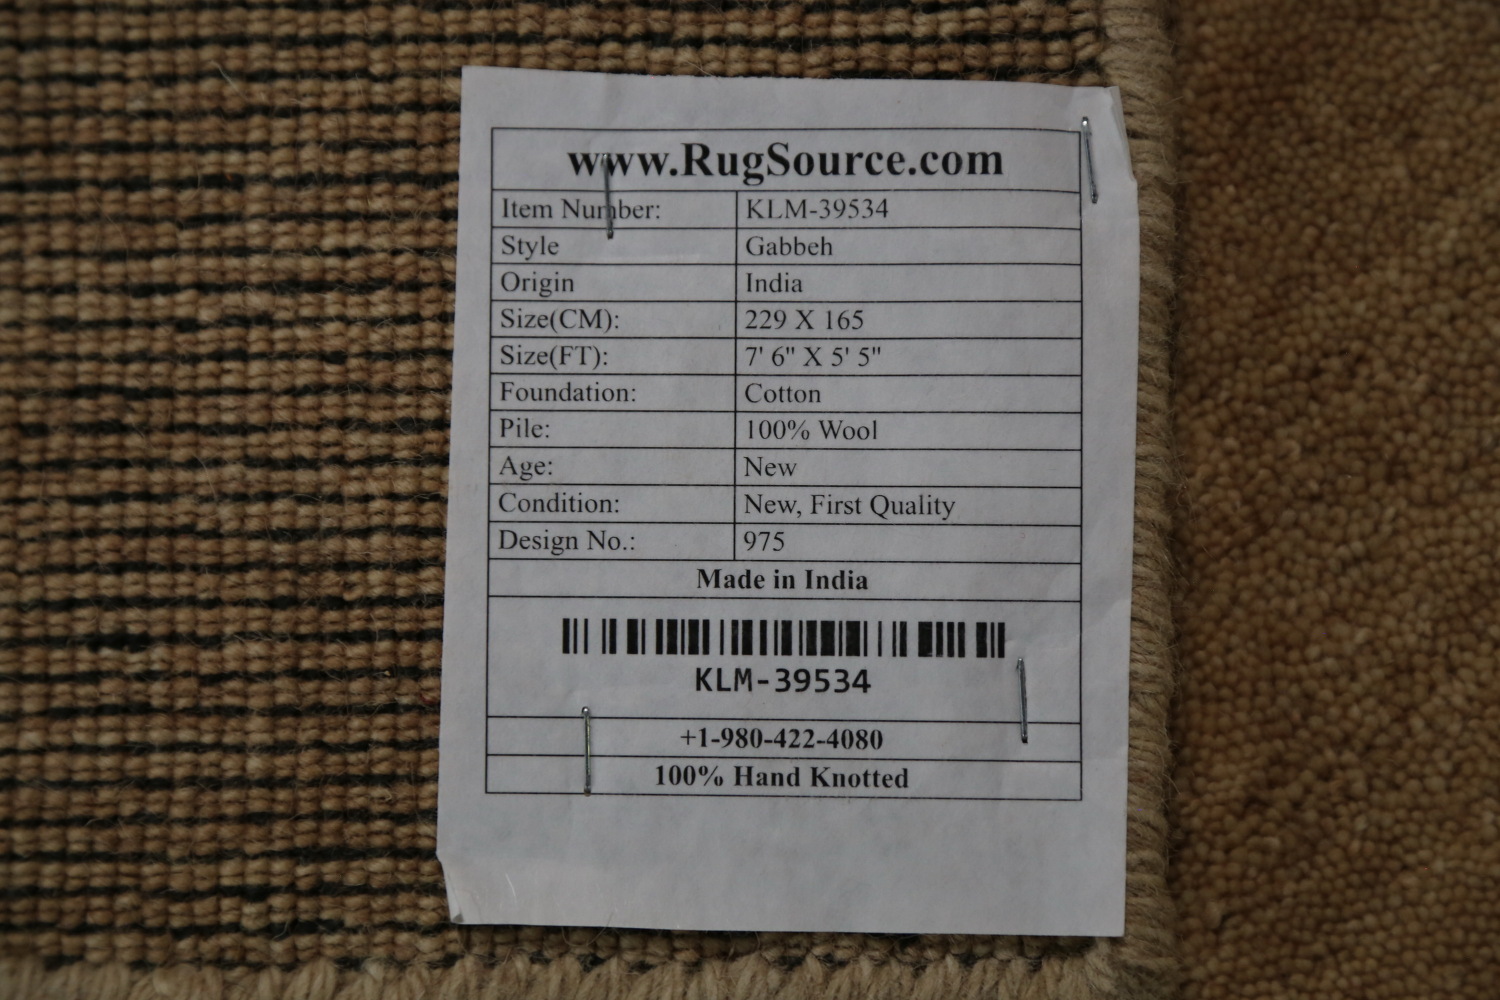 www.RugSource.com
Item Number: KLM-39534
Style Gabbeh
Origin India
Size(CM): 229 X 165
Size(FT): 7' 6" X 5' 5"
Foundation: Cotton
Pile: 100% Wool
Age: New
Condition: New, First Quality
Design No.: 975
Made in India
KLM-39534
+1-980-422-4080
100% Hand Knotted